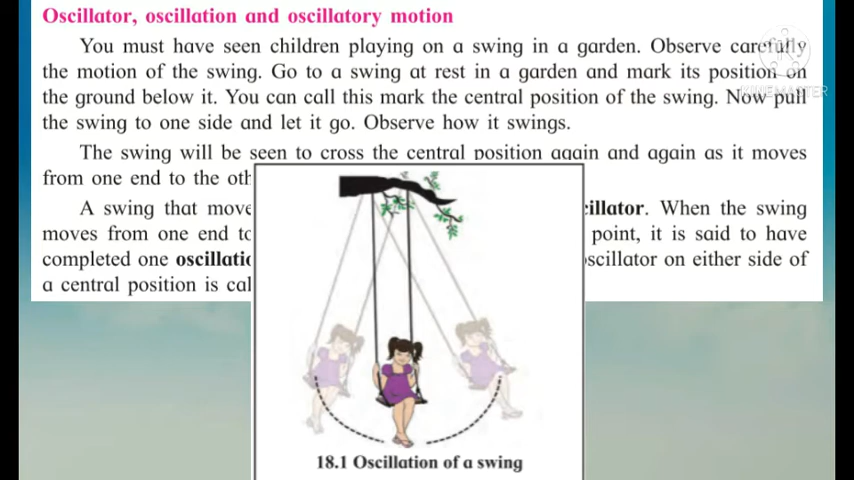 Oscillator, oscillation and oscillatory motion
You must have seen children playing on a swing in a garden. Observe carefully
the motion of the swing. Go to a swing at rest in a garden and mark its position on
the ground below it. You can call this mark the central position of the swing. Now pull
the swing to one side and let it go. Observe how it swings.
The swing will be seen to cross the central position again and again as it moves
from one end to the
A swing that When the swing
moves from one end to point, it is said to have
completed one on either side of
a central position is
18.1 Oscillation of a swing
KINEMASTER